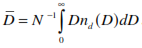 D̅ = N⁻¹ ∫₀^∞ D n_d (D) dD